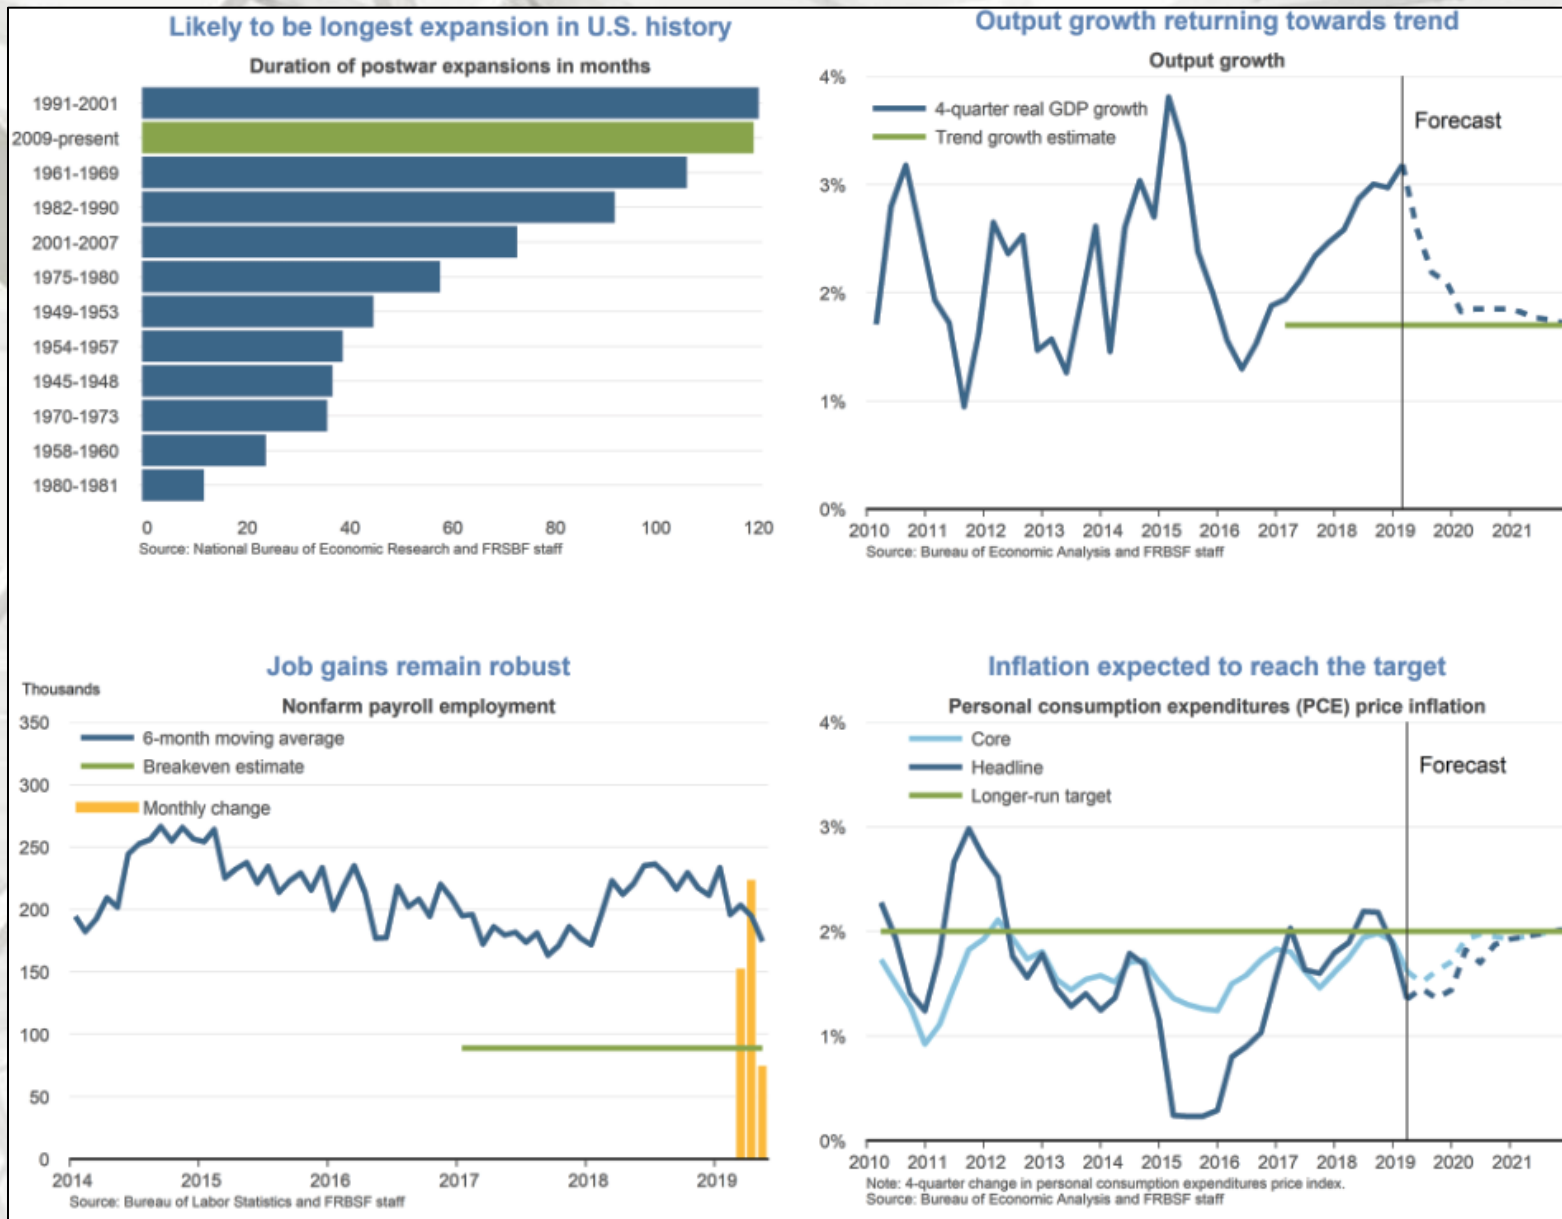 Likely to be longest expansion in U.S. history
Duration of postwar expansions in months
1991-2001
2009-present
1961-1969
1982-1990
2001-2007
1975-1980
1949-1953
1954-1957
1945-1948
1970-1973
1958-1960
1980-1981
0 20 40 60 80 100 120
Source: National Bureau of Economic Research and FRSBF staff
Output growth returning towards trend
Output growth
4%
4-quarter real GDP growth
Trend growth estimate
Forecast
3%
2%
1%
0%
2010 2011 2012 2013 2014 2015 2016 2017 2018 2019 2020 2021
Source: Bureau of Economic Analysis and FRBSF staff
Job gains remain robust
Thousands
Nonfarm payroll employment
350
6-month moving average
Breakeven estimate
300
Monthly change
250
200
150
100
50
0
2014 2015 2016 2017 2018 2019
Source: Bureau of Labor Statistics and FRBSF staff
Inflation expected to reach the target
Personal consumption expenditures (PCE) price inflation
4%
Core
Headline
Longer-run target
Forecast
3%
2%
1%
0%
2010 2011 2012 2013 2014 2015 2016 2017 2018 2019 2020 2021
Note: 4-quarter change in personal consumption expenditures price index.
Source: Bureau of Economic Analysis and FRBSF staff